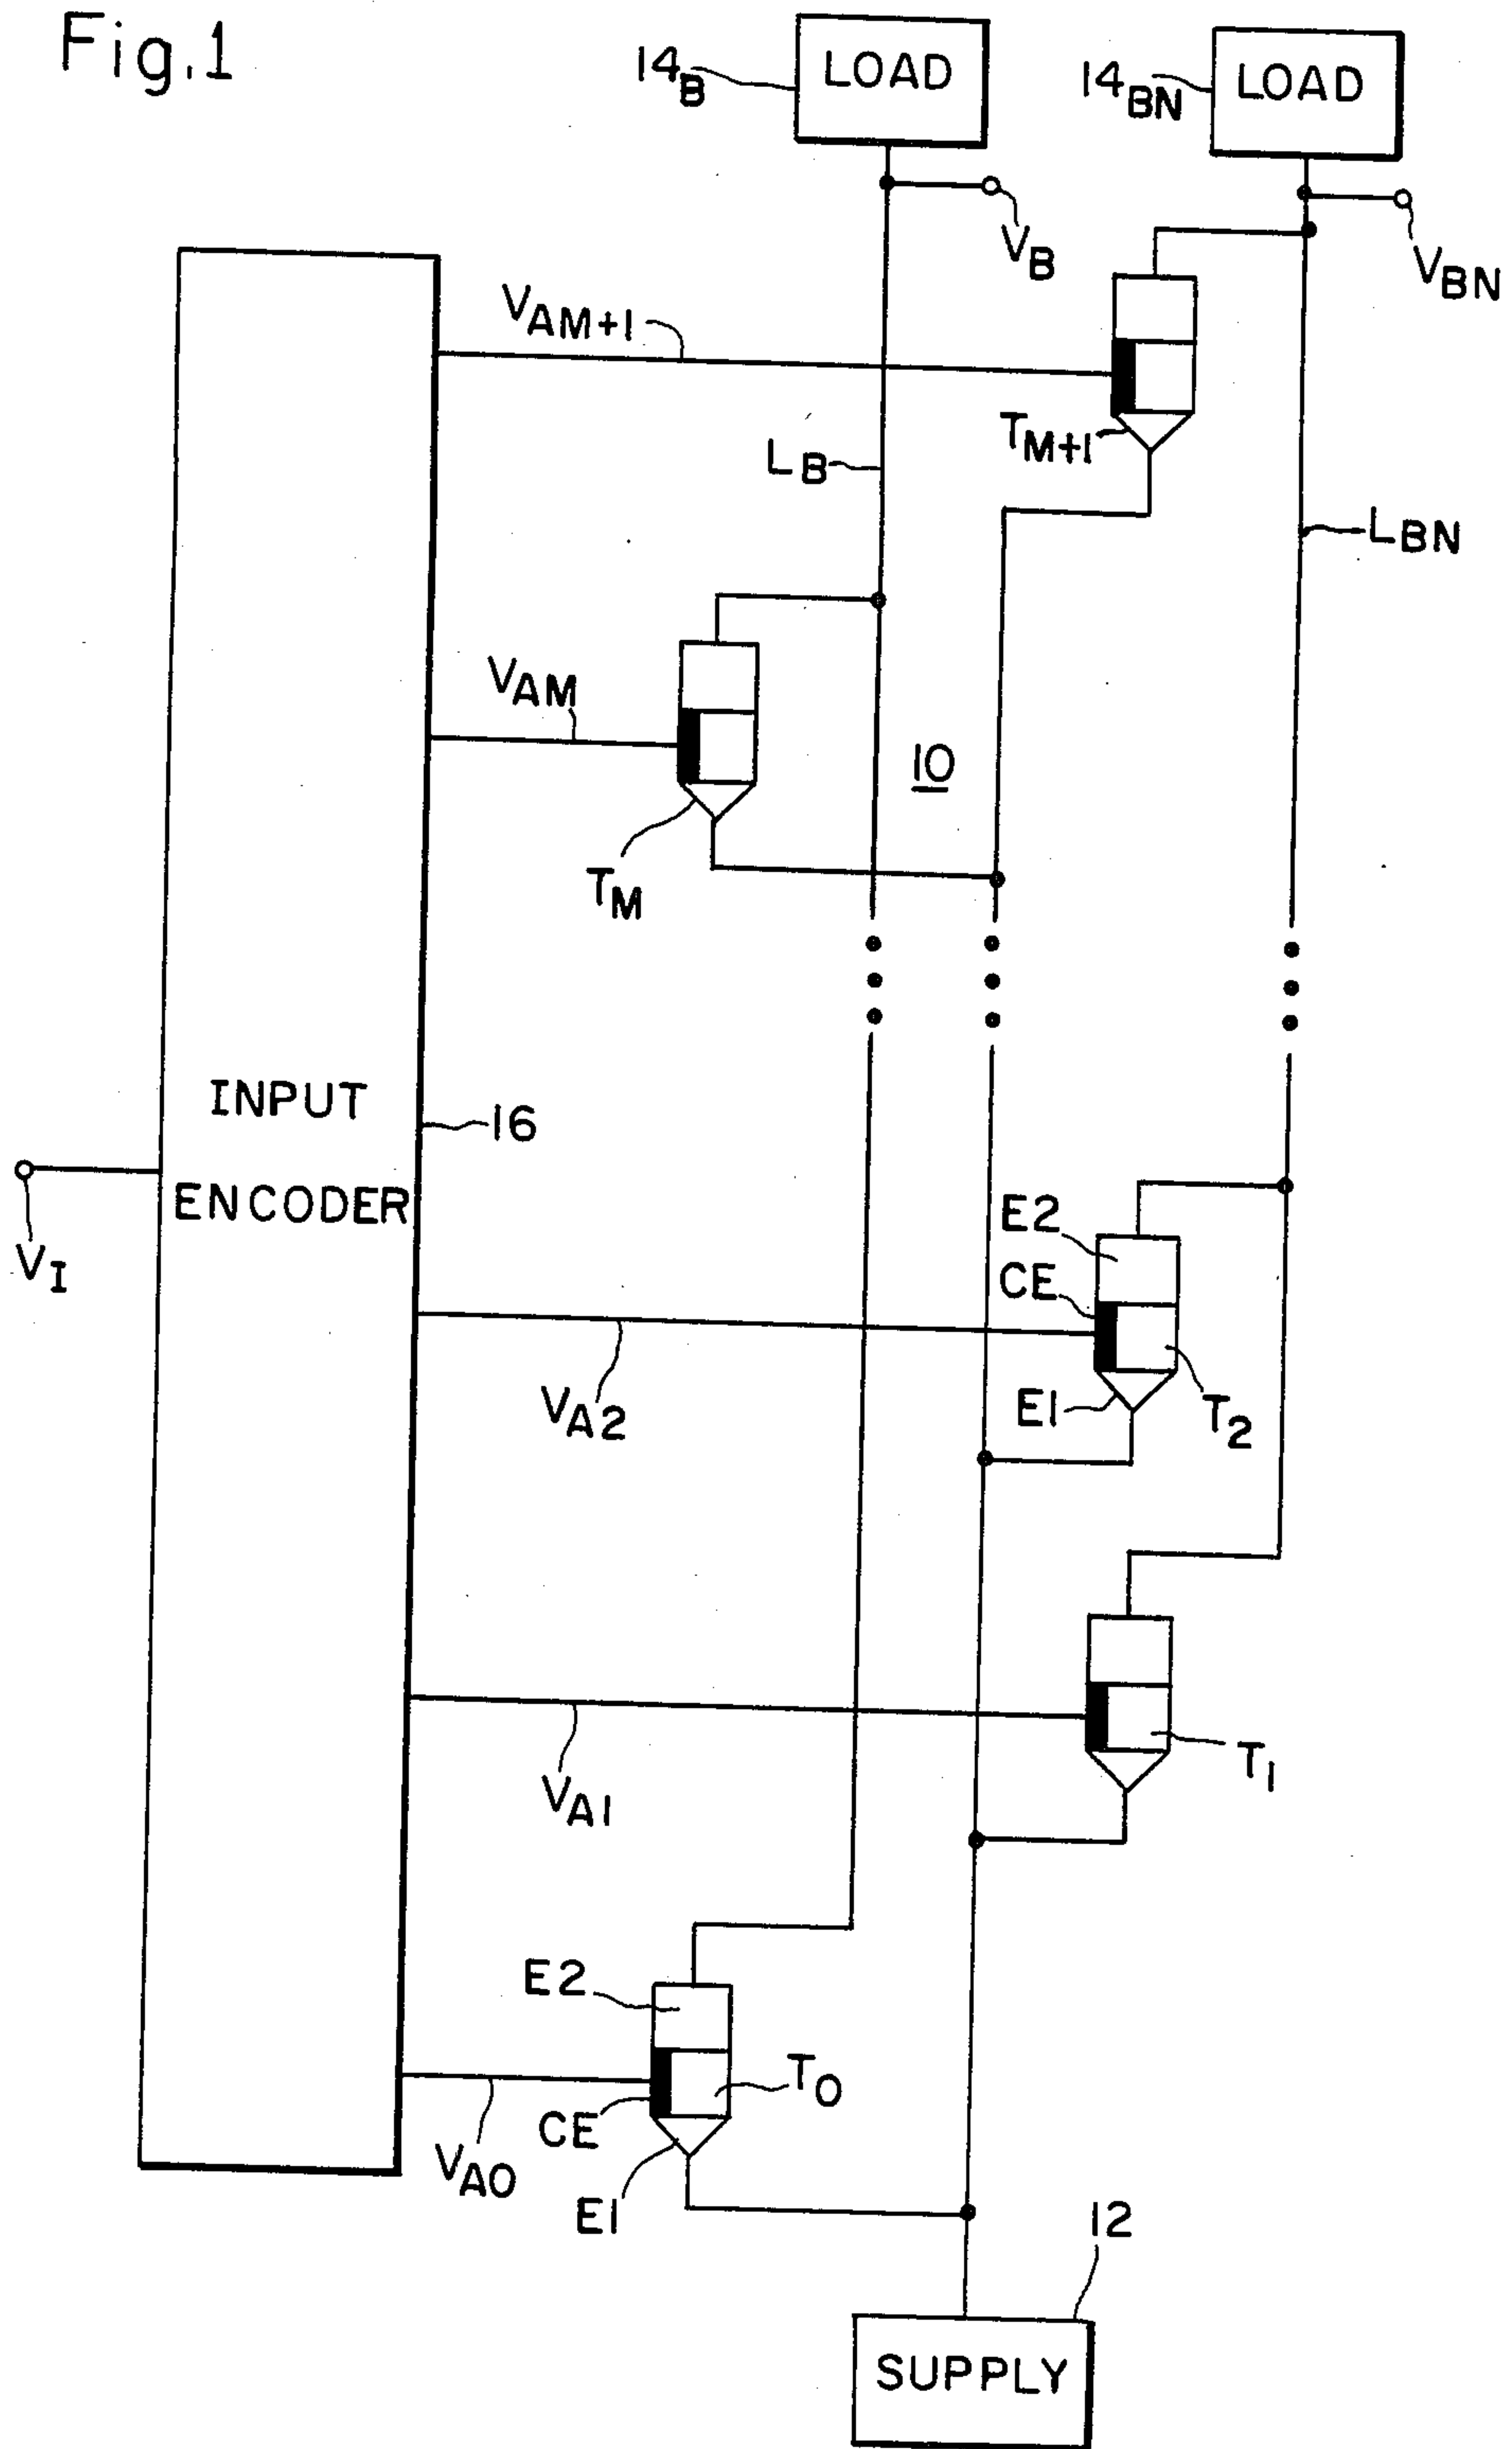 Fig.1
14B
LOAD
14BN
LOAD
VB
VBN
VAM+1
TM+1
LB
LBN
VAM
10
TM
INPUT
ENCODER
16
VI
E2
CE
E1
T2
VA2
T1
VA1
E2
T0
CE
VA0
E1
12
SUPPLY